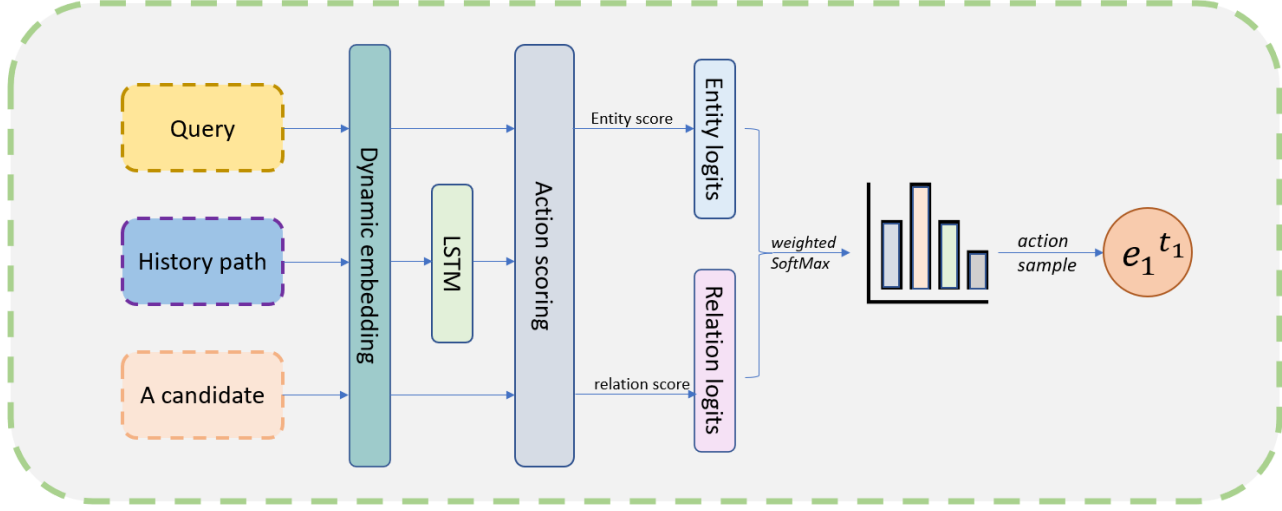 Query
History path
A candidate
Dynamic embedding
LSTM
Action scoring
Entity score
relation score
Entity logits
Relation logits
weighted
SoftMax
action
sample
e₁ᵗ¹